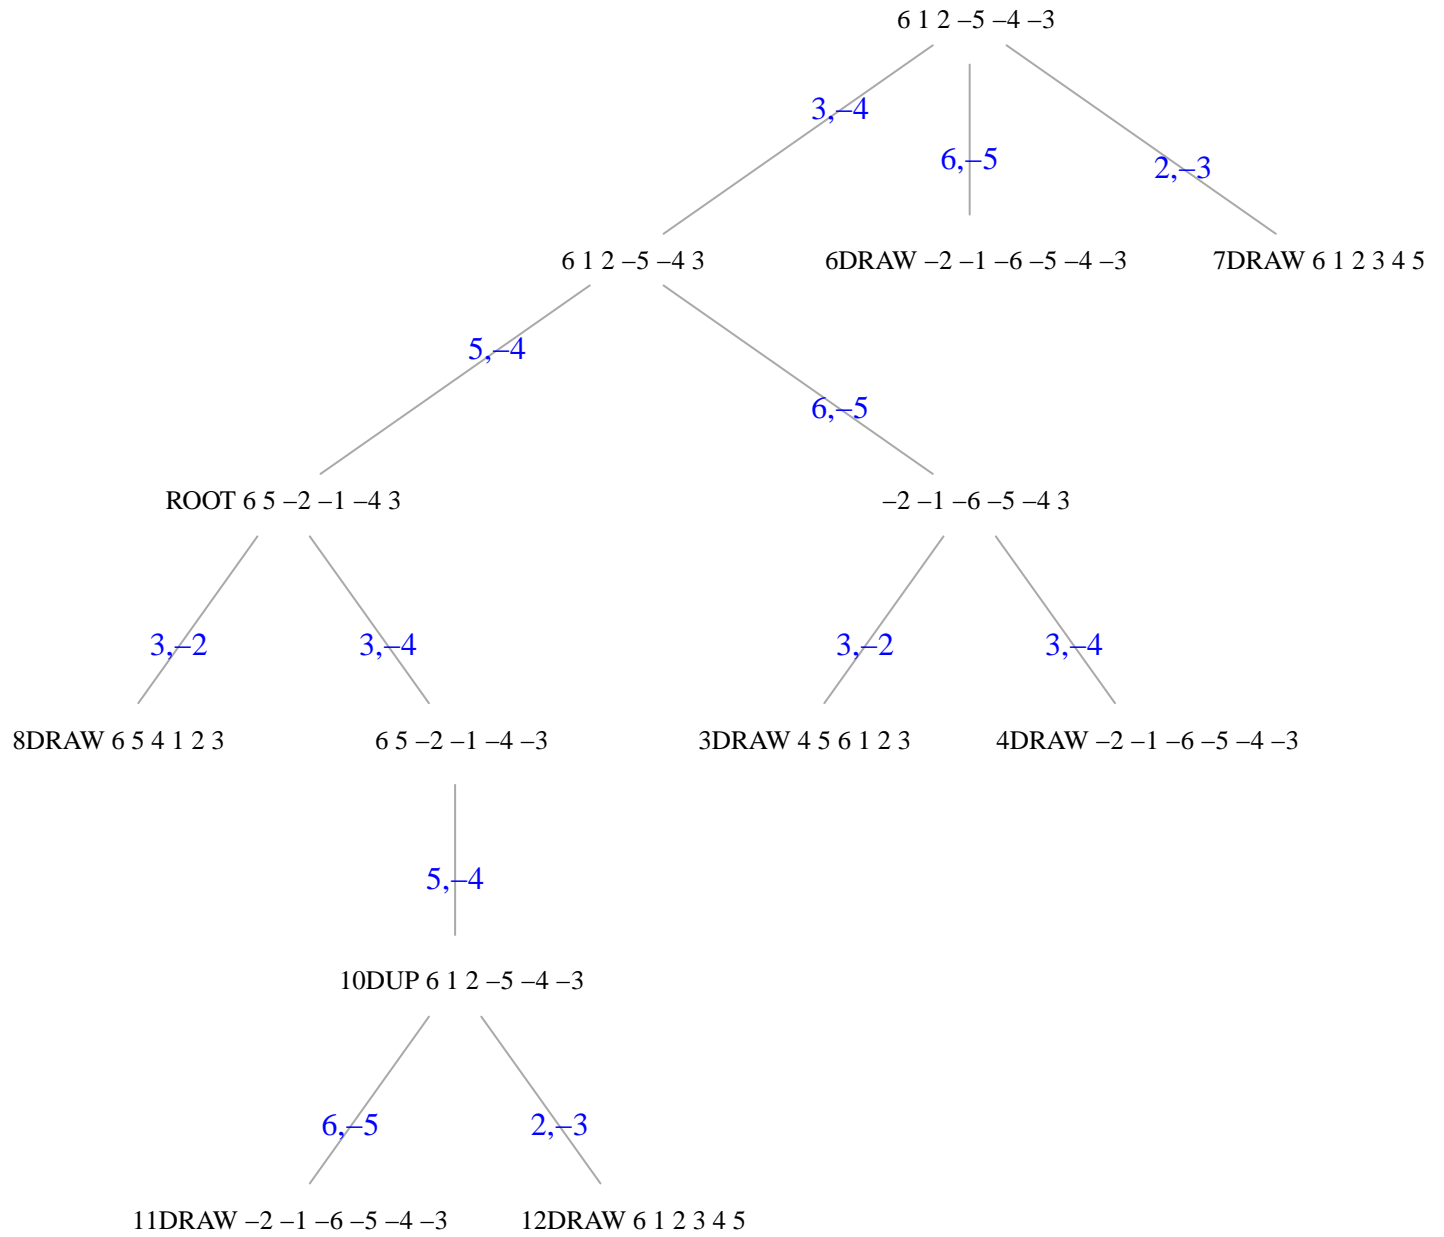 6 1 2 –5 –4 –3
3,–4
6,–5
2,–3
6 1 2 –5 –4 3
6DRAW –2 –1 –6 –5 –4 –3
7DRAW 6 1 2 3 4 5
5,–4
6,–5
ROOT 6 5 –2 –1 –4 3
–2 –1 –6 –5 –4 3
3,–2
3,–4
3,–2
3,–4
8DRAW 6 5 4 1 2 3
6 5 –2 –1 –4 –3
3DRAW 4 5 6 1 2 3
4DRAW –2 –1 –6 –5 –4 –3
5,–4
10DUP 6 1 2 –5 –4 –3
6,–5
2,–3
11DRAW –2 –1 –6 –5 –4 –3
12DRAW 6 1 2 3 4 5